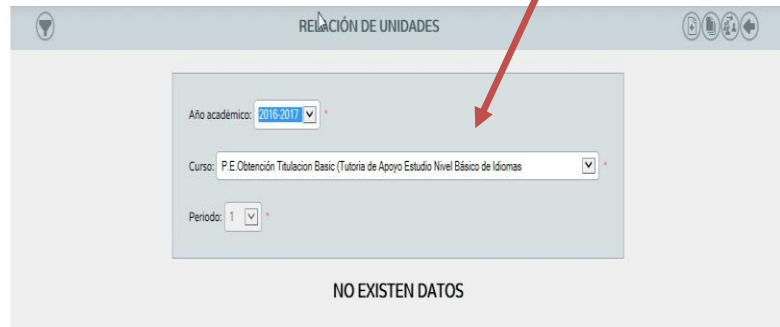 RELACIÓN DE UNIDADES
Año académico: 2016-2017 *
Curso: P.E.Obtención Titulacion Basic (Tutoria de Apoyo Estudio Nivel Básico de Idiomas *
Periodo: 1 *
NO EXISTEN DATOS